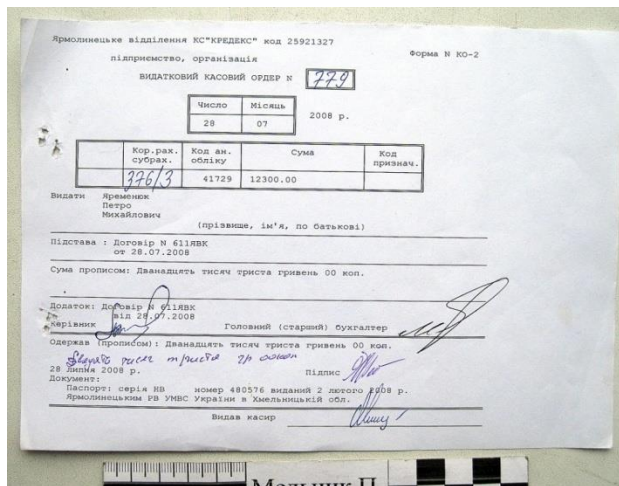 Ярмолинецьке відділення КС"КРЕДЕКС" код 25921327
Форма N КО-2
підприємство, організація
ВИДАТКОВИЙ КАСОВИЙ ОРДЕР N 779
Число Місяць
28 07 2008 р.
Кор.рах. субрах. Код ан. обліку Сума Код признач.
376/3 41729 12300.00
Видати Яременюк
Петро
Михайлович
(прізвище, ім'я, по батькові)
Підстава : Договір N 611ЯВК
от 28.07.2008
Сума прописом: Дванадцять тисяч триста гривень 00 коп.
Додаток: Договір N 611ЯВК
від 28.07.2008
Керівник Головний (старший) бухгалтер
Одержав (прописом): Дванадцять тисяч триста гривень 00 коп.
тисяч триста гр 00коп
28 липня 2008 р. Підпис
Документ:
Паспорт: серія НВ номер 480576 виданий 2 лютого 2008 р.
Ярмолинецьким РВ УМВС України в Хмельницькій обл.
Видав касир
Мельник П